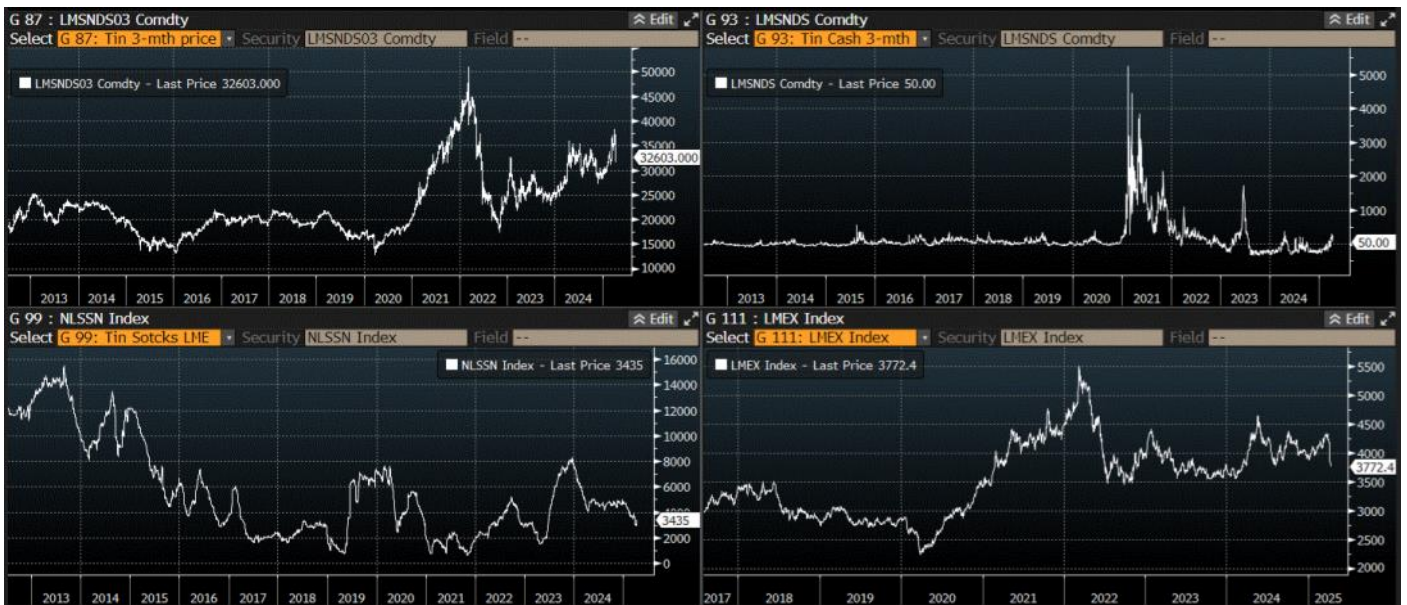 G 87 : LMSNDS03 Comdty
Edit
Select G 87: Tin 3-mth price Security LMSNDS03 Comdty Field --
LMSNDS03 Comdty - Last Price 32603.000
50000
45000
40000
35000
32603.000
30000
25000
20000
15000
10000
2013 2014 2015 2016 2017 2018 2019 2020 2021 2022 2023 2024
G 93 : LMSNDS Comdty
Edit
Select G 93: Tin Cash 3-mth Security LMSNDS Comdty Field --
LMSNDS Comdty - Last Price 50.00
5000
4000
3000
2000
1000
50.00
2013 2014 2015 2016 2017 2018 2019 2020 2021 2022 2023 2024
G 99 : NLSSN Index
Edit
Select G 99: Tin Sotcks LME Security NLSSN Index Field --
NLSSN Index - Last Price 3435
16000
14000
12000
10000
8000
6000
4000
3435
2000
0
2013 2014 2015 2016 2017 2018 2019 2020 2021 2022 2023 2024
G 111 : LMEX Index
Edit
Select G 111: LMEX Index Security LMEX Index Field --
LMEX Index - Last Price 3772.4
5500
5000
4500
4000
3772.4
3500
3000
2500
2000
2017 2018 2019 2020 2021 2022 2023 2024 2025